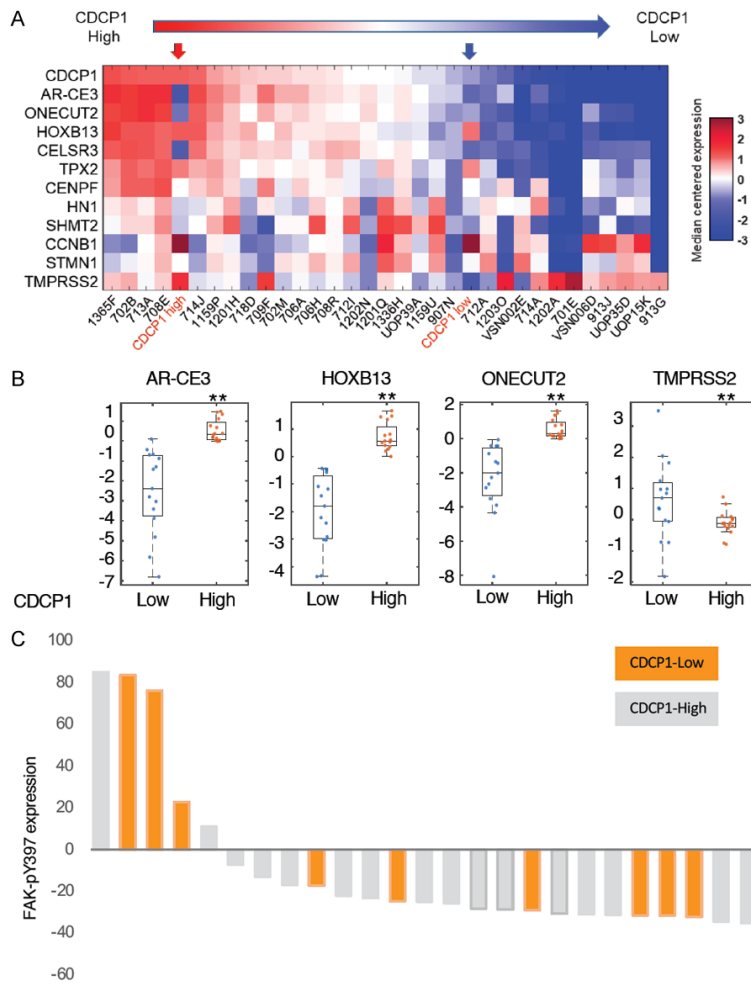 A
CDCP1
High
CDCP1
Low
CDCP1
AR-CE3
ONECUT2
HOXB13
CELSR3
TPX2
CENPF
HN1
SHMT2
CCNB1
STMN1
TMPRSS2
3
2
1
0
-1
-2
-3
Median centered expression
1365F
702B
713A
708E
CDCP1 high
714J
1159P
1201H
718D
709F
702M
706A
706H
708R
712I
1202N
1201Q
1336H
UOP39A
1159U
907N
CDCP1 low
712A
1203O
VSN002E
714A
1202A
701E
VSN006D
913J
UOP35D
UOP15K
913G
B
AR-CE3
HOXB13
ONECUT2
TMPRSS2
** ** ** **
1
0
-1
-2
-3
-4
-5
-6
-7
1
0
-1
-2
-3
-4
2
0
-2
-4
-6
-8
3
2
1
0
-1
-2
CDCP1
Low High Low High Low High Low High
C
100
80
60
40
20
0
-20
-40
-60
FAK-pY397 expression
CDCP1-Low
CDCP1-High